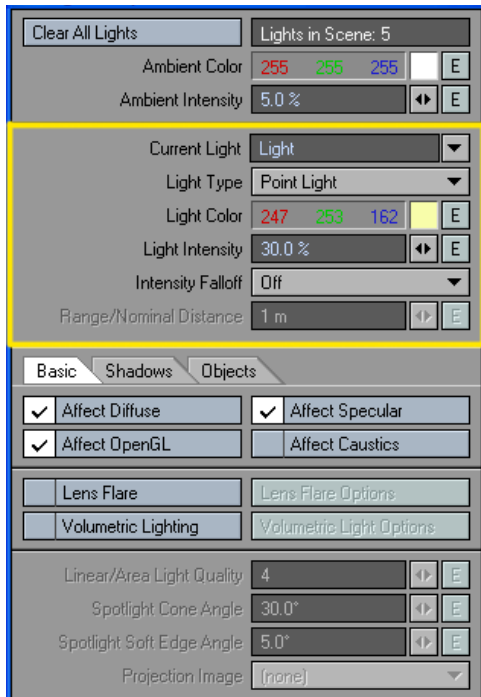 Clear All Lights Lights in Scene: 5
Ambient Color 255 255 255 E
Ambient Intensity 5.0 % E
Current Light Light
Light Type Point Light
Light Color 247 253 162 E
Light Intensity 30.0 % E
Intensity Falloff Off
Range/Nominal Distance 1 m E
Basic Shadows Objects
Affect Diffuse Affect Specular
Affect OpenGL Affect Caustics
Lens Flare Lens Flare Options
Volumetric Lighting Volumetric Light Options
Linear/Area Light Quality 4 E
Spotlight Cone Angle 30.0° E
Spotlight Soft Edge Angle 5.0° E
Projection Image (none)